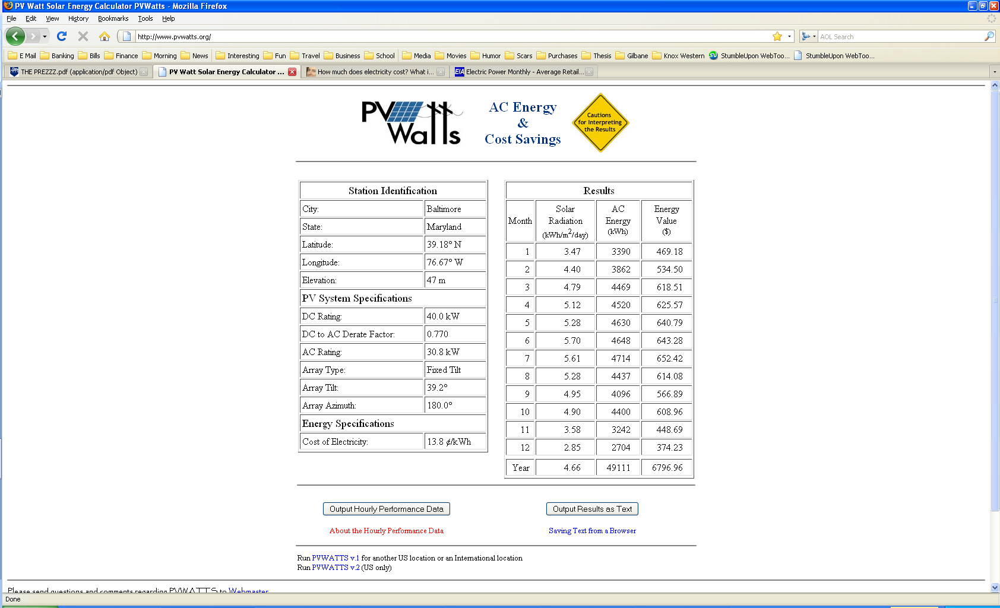 PV Watt Solar Energy Calculator PVWatts - Mozilla Firefox
File Edit View History Bookmarks Tools Help
http://www.pvwatts.org/ AOL Search
E Mail Banking Bills Finance Morning News Interesting Fun Travel Business School Media Movies Humor Scars Purchases Thesis Gilbane Knox Western StumbleUpon WebToo... StumbleUpon WebToo...
THE PREZZZ.pdf (application/pdf Object) PV Watt Solar Energy Calculator ... How much does electricity cost? What i... EIA Electric Power Monthly - Average Retail...
PV Watts
AC Energy
&
Cost Savings
Cautions
for Interpreting
the Results
Station Identification
City: Baltimore
State: Maryland
Latitude: 39.18° N
Longitude: 76.67° W
Elevation: 47 m
PV System Specifications
DC Rating: 40.0 kW
DC to AC Derate Factor: 0.770
AC Rating: 30.8 kW
Array Type: Fixed Tilt
Array Tilt: 39.2°
Array Azimuth: 180.0°
Energy Specifications
Cost of Electricity: 13.8 ¢/kWh
Results
Month Solar Radiation (kWh/m2/day) AC Energy (kWh) Energy Value ($)
1 3.47 3390 469.18
2 4.40 3862 534.50
3 4.79 4469 618.51
4 5.12 4520 625.57
5 5.28 4630 640.79
6 5.70 4648 643.28
7 5.61 4714 652.42
8 5.28 4437 614.08
9 4.95 4096 566.89
10 4.90 4400 608.96
11 3.58 3242 448.69
12 2.85 2704 374.23
Year 4.66 49111 6796.96
Output Hourly Performance Data Output Results as Text
About the Hourly Performance Data Saving Text from a Browser
Run PVWATTS v.1 for another US location or an International location
Run PVWATTS v.2 (US only)
Please send questions and comments regarding PVWATTS to Webmaster
Done